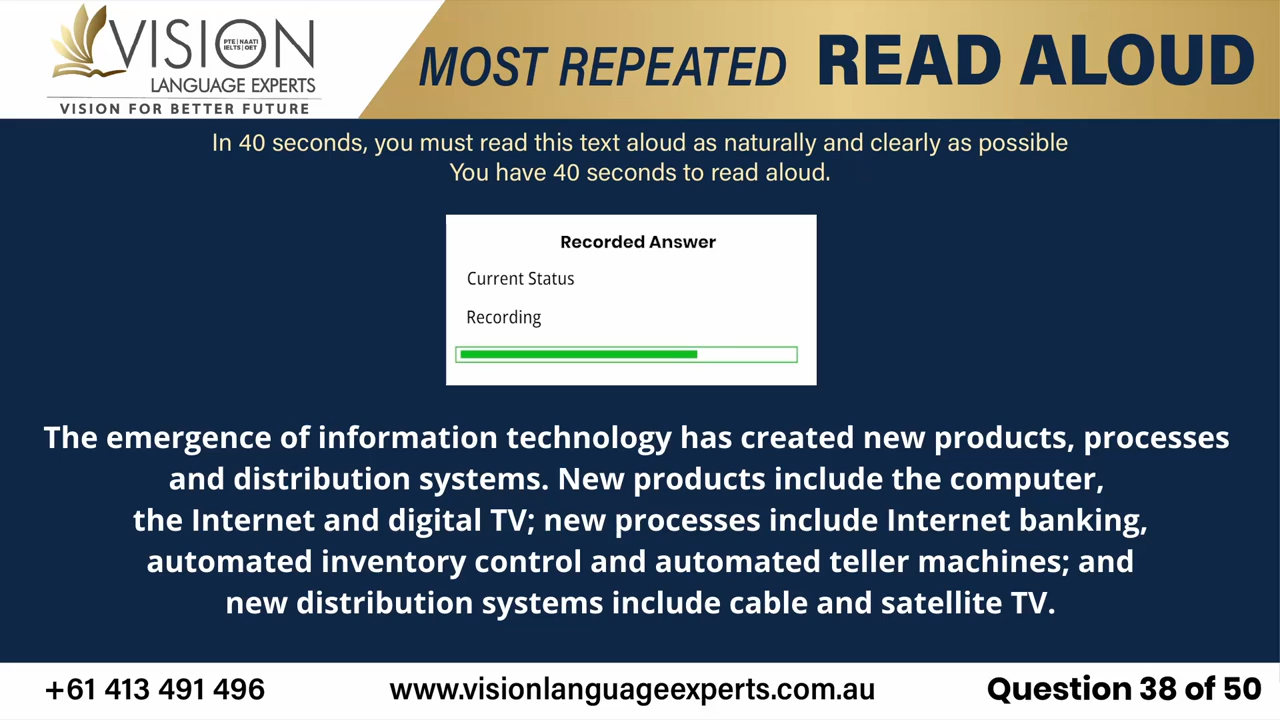 VISION
PTE | NAATI
IELTS | OET
LANGUAGE EXPERTS
VISION FOR BETTER FUTURE
MOST REPEATED READ ALOUD
In 40 seconds, you must read this text aloud as naturally and clearly as possible
You have 40 seconds to read aloud.
Recorded Answer
Current Status
Recording
The emergence of information technology has created new products, processes
and distribution systems. New products include the computer,
the Internet and digital TV; new processes include Internet banking,
automated inventory control and automated teller machines; and
new distribution systems include cable and satellite TV.
+61 413 491 496 www.visionlanguageexperts.com.au Question 38 of 50